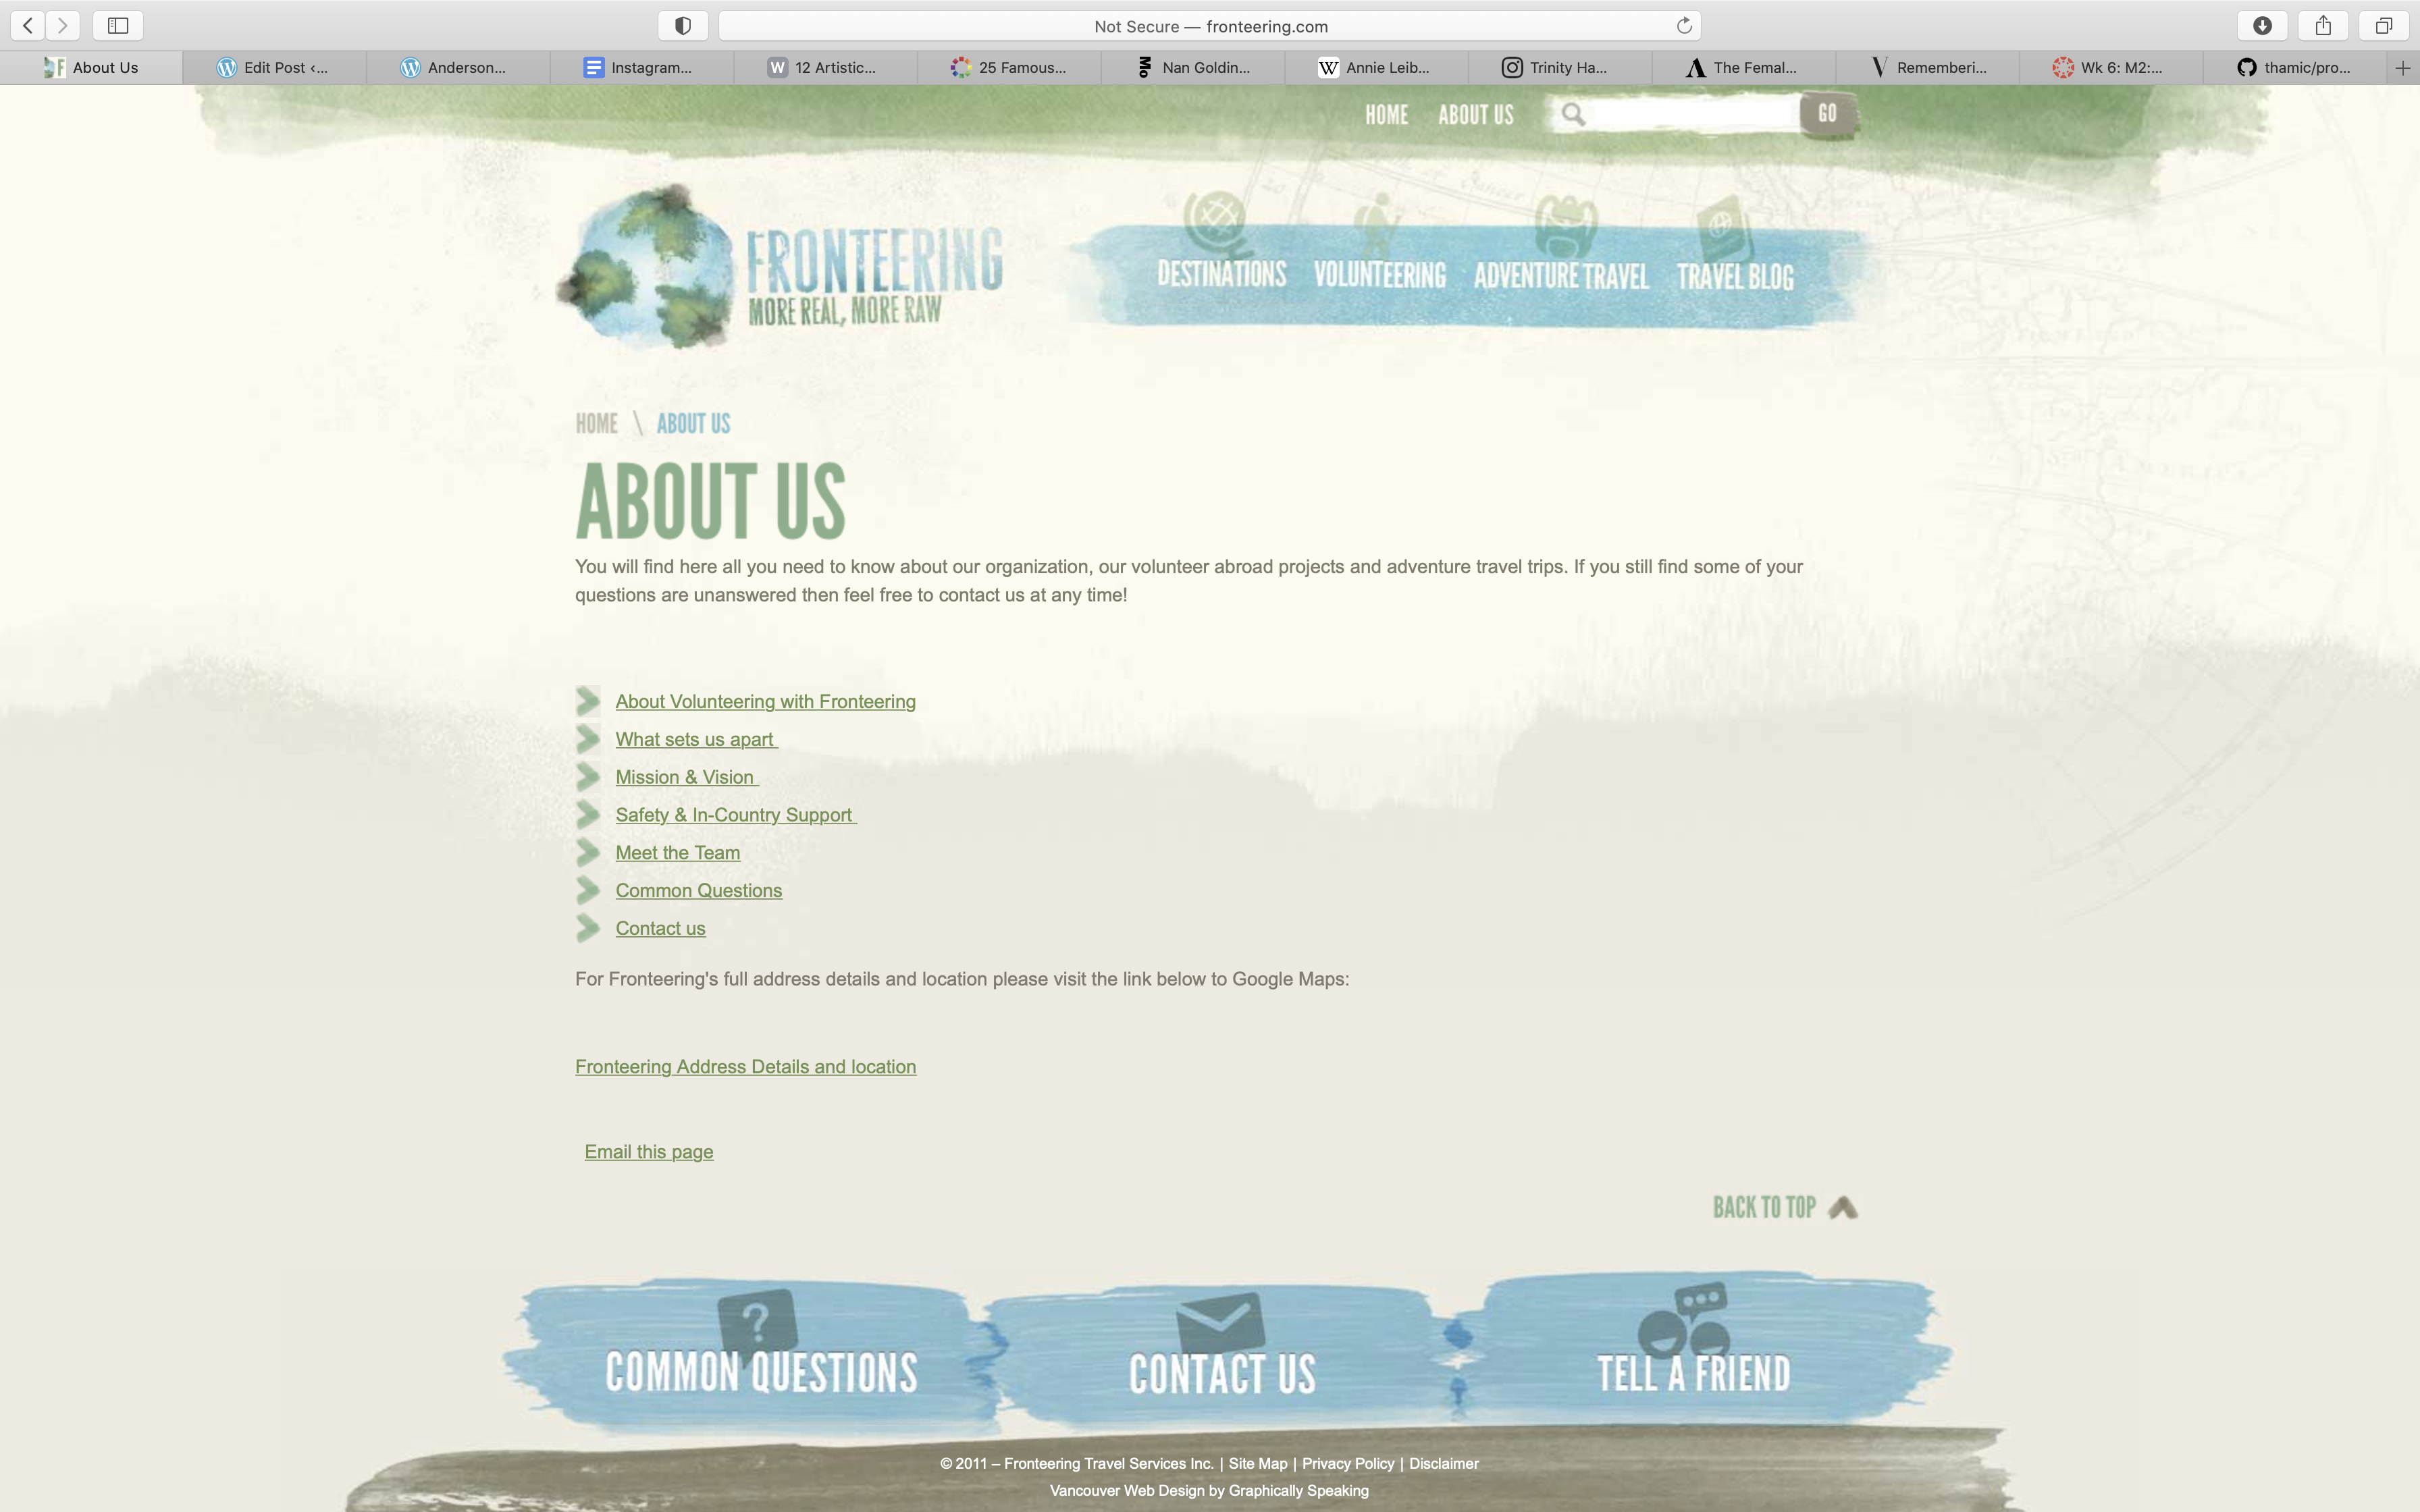 Not Secure — fronteering.com
About Us
Edit Post ‹...
Anderson...
Instagram...
W 12 Artistic...
25 Famous...
Mo Nan Goldin...
W Annie Leib...
Trinity Ha...
The Femal...
V Rememberi...
Wk 6: M2:...
thamic/pro...
HOME ABOUT US GO
FRONTEERING
MORE REAL, MORE RAW
DESTINATIONS VOLUNTEERING ADVENTURE TRAVEL TRAVEL BLOG
HOME \ ABOUT US
ABOUT US
You will find here all you need to know about our organization, our volunteer abroad projects and adventure travel trips. If you still find some of your
questions are unanswered then feel free to contact us at any time!
About Volunteering with Fronteering
What sets us apart
Mission & Vision
Safety & In-Country Support
Meet the Team
Common Questions
Contact us
For Fronteering's full address details and location please visit the link below to Google Maps:
Fronteering Address Details and location
Email this page
BACK TO TOP
?
COMMON QUESTIONS CONTACT US TELL A FRIEND
© 2011 – Fronteering Travel Services Inc. | Site Map | Privacy Policy | Disclaimer
Vancouver Web Design by Graphically Speaking